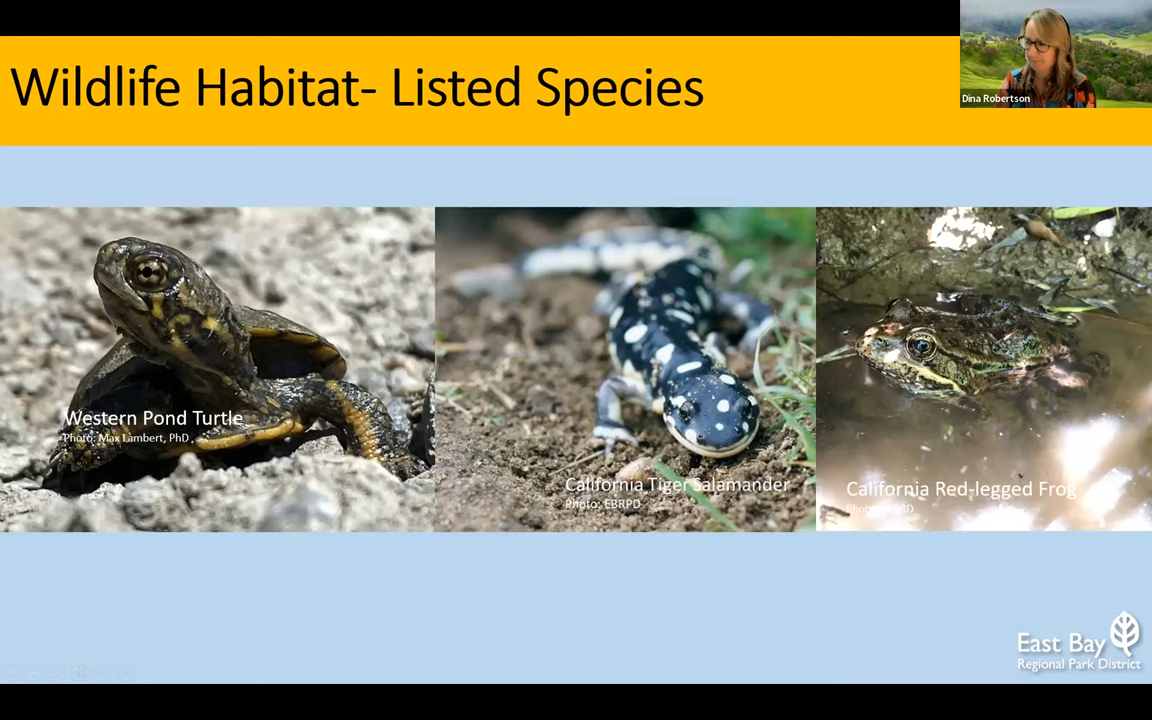 Wildlife Habitat- Listed Species
Dina Robertson
Western Pond Turtle
Photo: Max Lambert, PhD
California Tiger Salamander
Photo: EBRPD
California Red-legged Frog
East Bay
Regional Park District